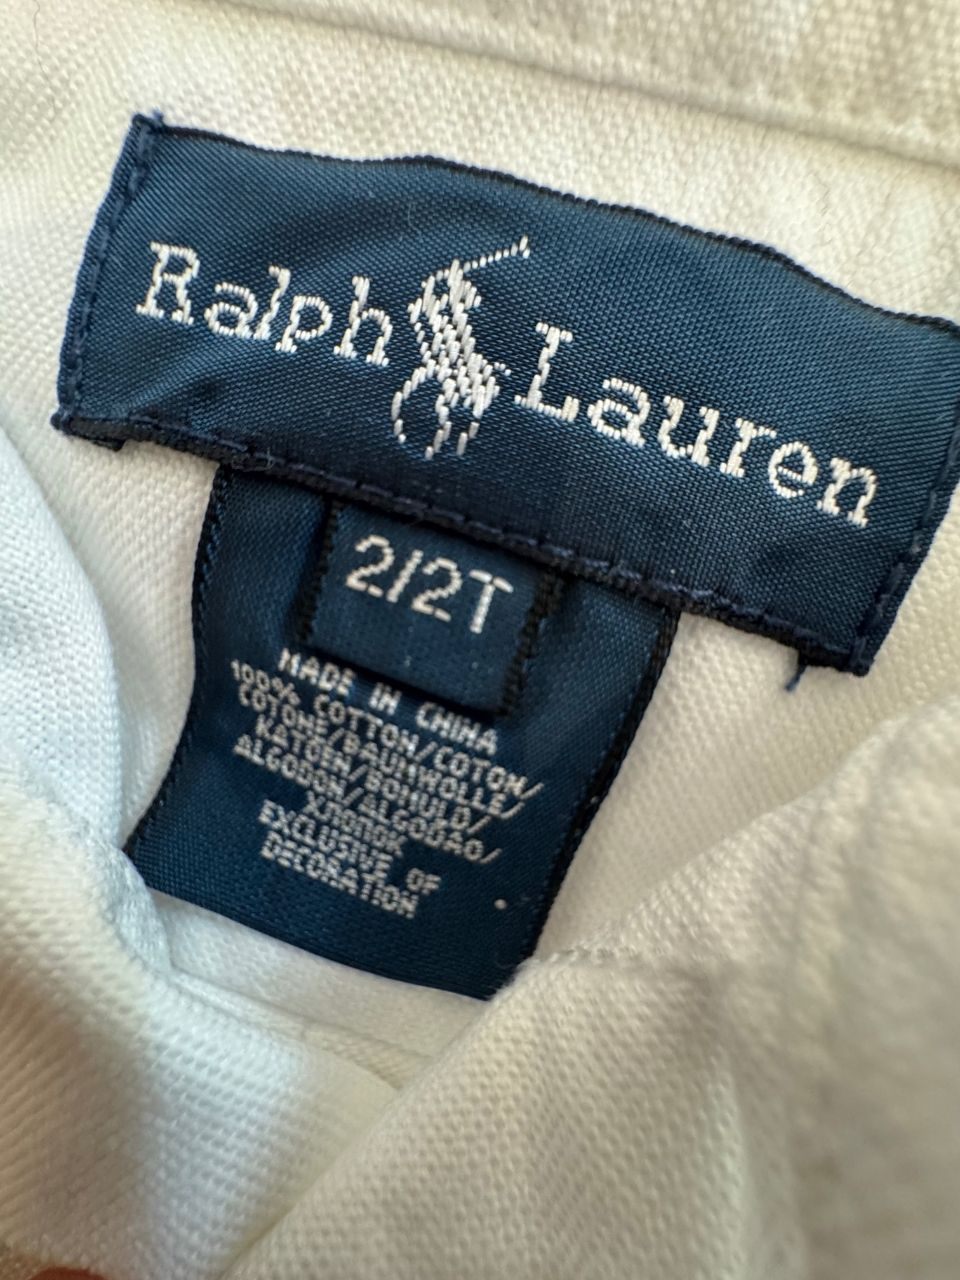 Ralph Lauren
2/2T
MADE IN CHINA
100% COTTON/COTON/
COTONE/BAUMWOLLE/
KATOEN/BOMULD/
ALGODON/ALGODAO/
ХЛОПОК
EXCLUSIVE OF
DECORATION